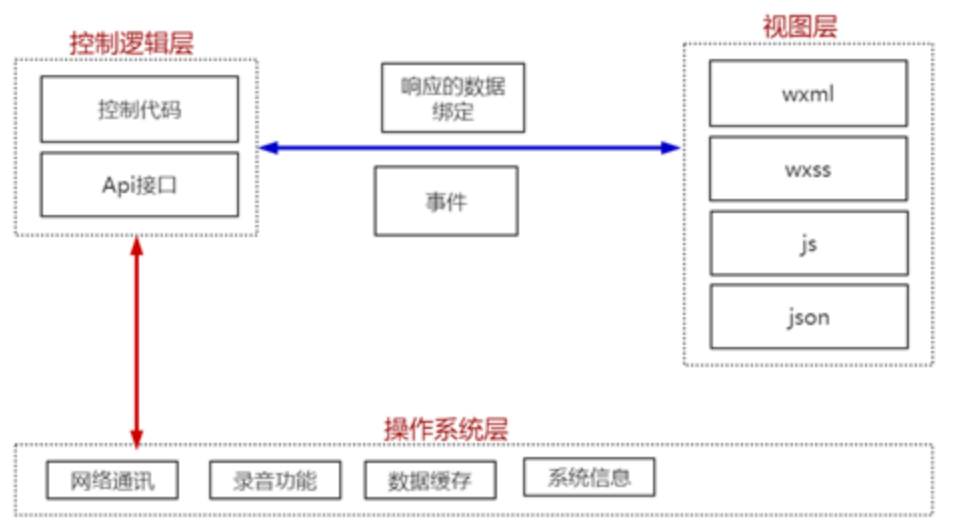 控制逻辑层
控制代码
Api接口
响应的数据
绑定
事件
视图层
wxml
wxss
js
json
操作系统层
网络通讯
录音功能
数据缓存
系统信息